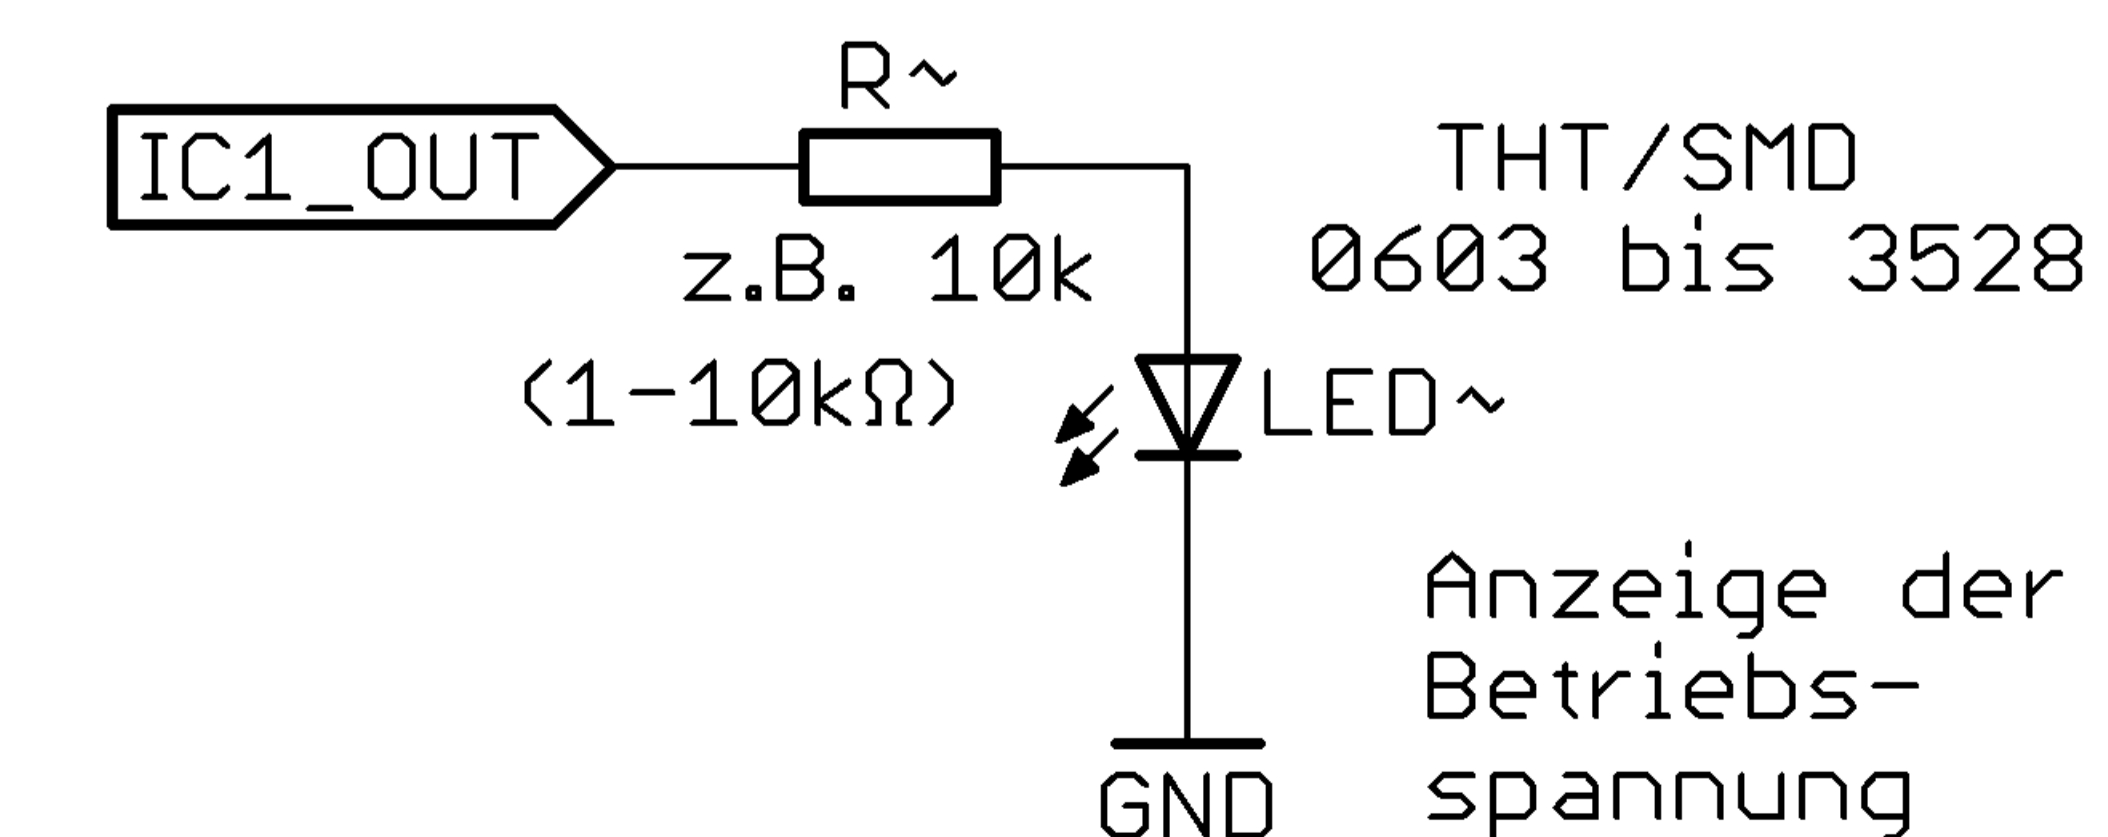 R~
IC1_OUT
THT/SMD
z.B. 10k
0603 bis 3528
(1-10kΩ)
LED~
Anzeige der
Betriebs-
spannung
GND